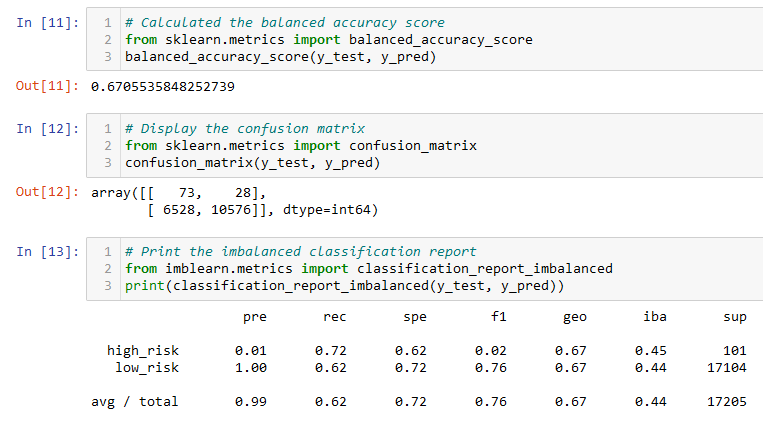 In [11]: 1 # Calculated the balanced accuracy score
2 from sklearn.metrics import balanced_accuracy_score
3 balanced_accuracy_score(y_test, y_pred)
Out[11]: 0.6705535848252739
In [12]: 1 # Display the confusion matrix
2 from sklearn.metrics import confusion_matrix
3 confusion_matrix(y_test, y_pred)
Out[12]: array([[   73,    28],
       [ 6528, 10576]], dtype=int64)
In [13]: 1 # Print the imbalanced classification report
2 from imblearn.metrics import classification_report_imbalanced
3 print(classification_report_imbalanced(y_test, y_pred))
pre rec spe f1 geo iba sup
high_risk 0.01 0.72 0.62 0.02 0.67 0.45 101
low_risk 1.00 0.62 0.72 0.76 0.67 0.44 17104
avg / total 0.99 0.62 0.72 0.76 0.67 0.44 17205